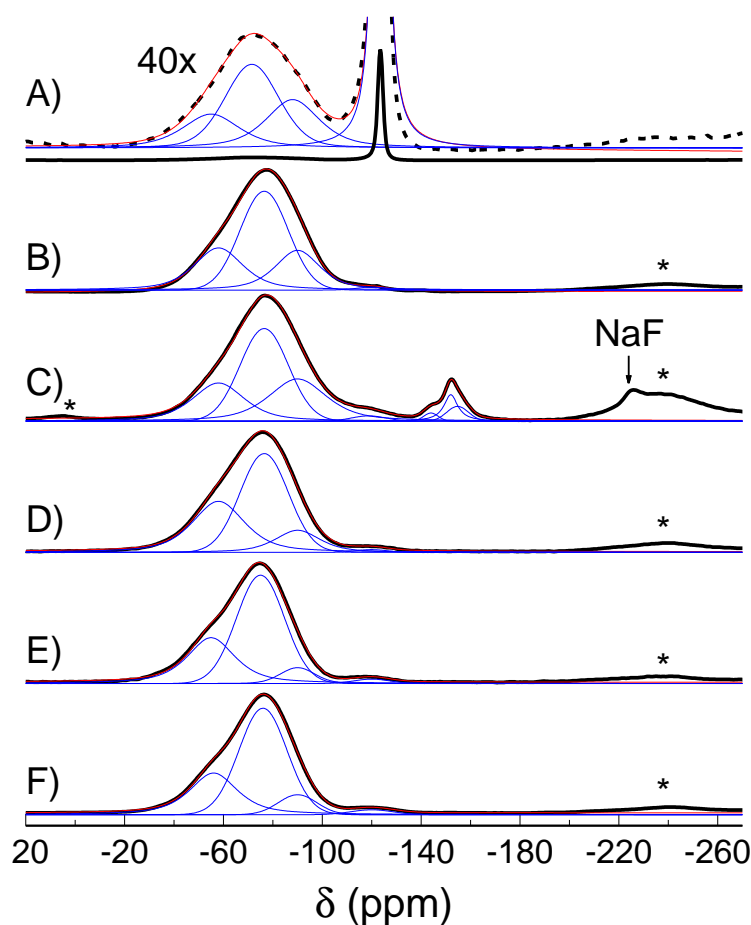 40x
A)
B)
*
NaF
C)
*
*
D)
*
E)
*
F)
*
20 -20 -60 -100 -140 -180 -220 -260
δ (ppm)